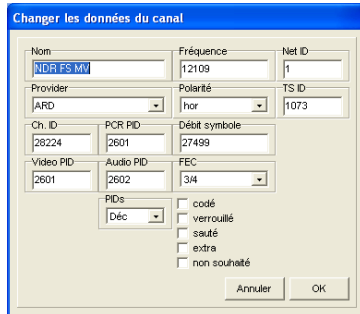 Changer les données du canal
Nom Fréquence Net ID
NDR FS MV 12109 1
Provider Polarité TS ID
ARD hor 1073
Ch. ID PCR PID Débit symbole
28224 2601 27499
Video PID Audio PID FEC
2601 2602 3/4
PIDs
Déc
codé
verrouillé
sauté
extra
non souhaité
Annuler OK